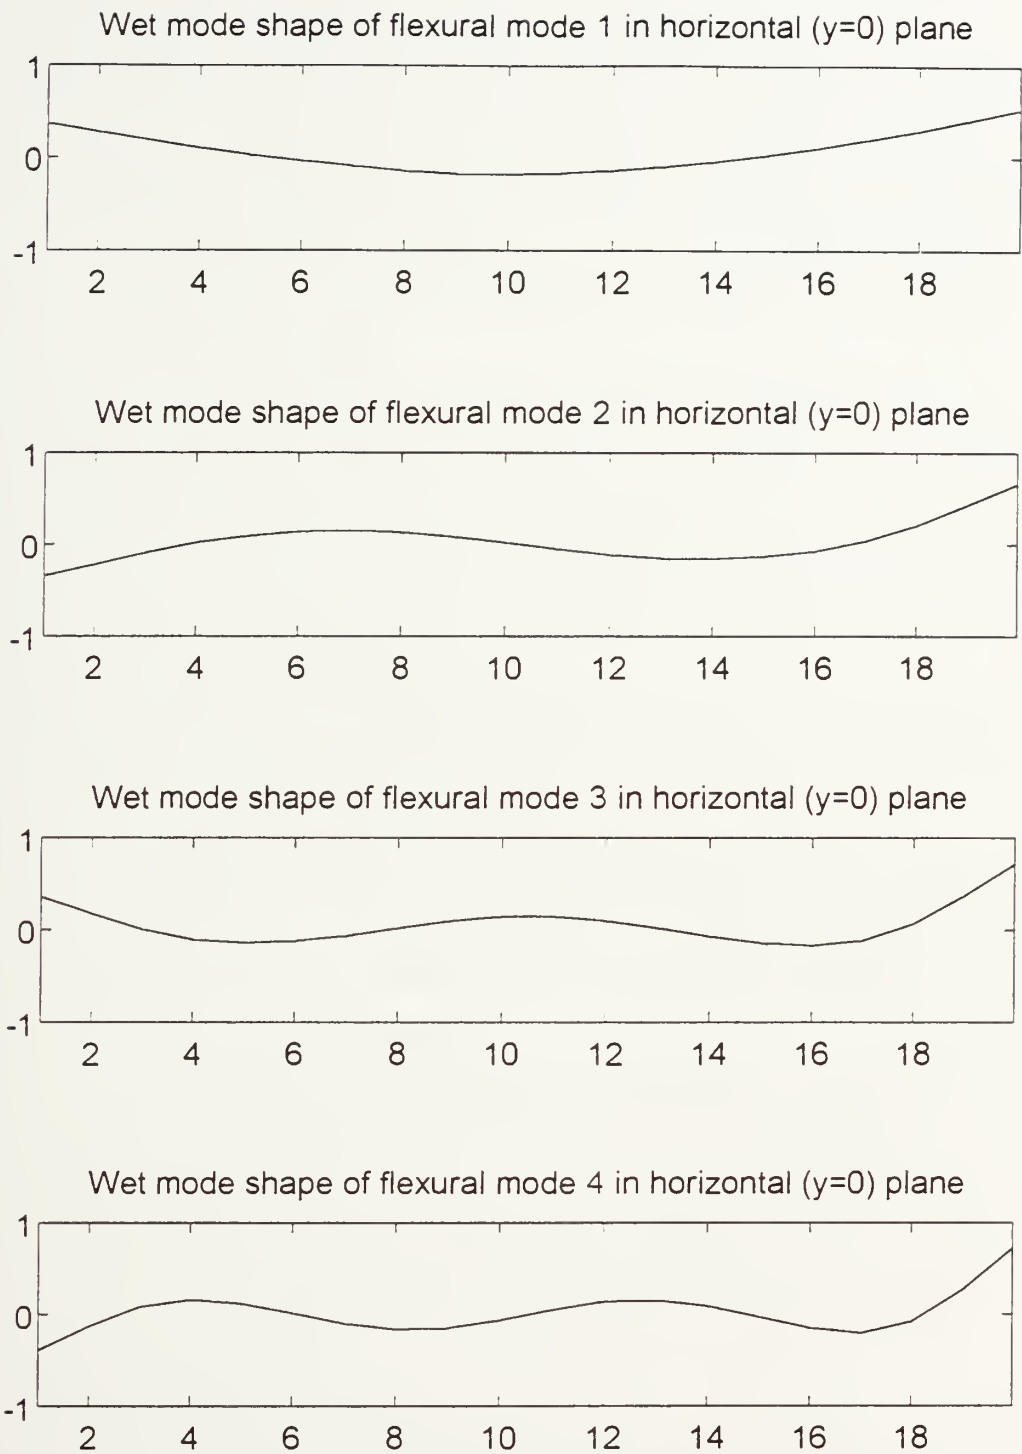 Wet mode shape of flexural mode 1 in horizontal (y=0) plane
1
0
-1
2 4 6 8 10 12 14 16 18
Wet mode shape of flexural mode 2 in horizontal (y=0) plane
1
0
-1
2 4 6 8 10 12 14 16 18
Wet mode shape of flexural mode 3 in horizontal (y=0) plane
1
0
-1
2 4 6 8 10 12 14 16 18
Wet mode shape of flexural mode 4 in horizontal (y=0) plane
1
0
-1
2 4 6 8 10 12 14 16 18